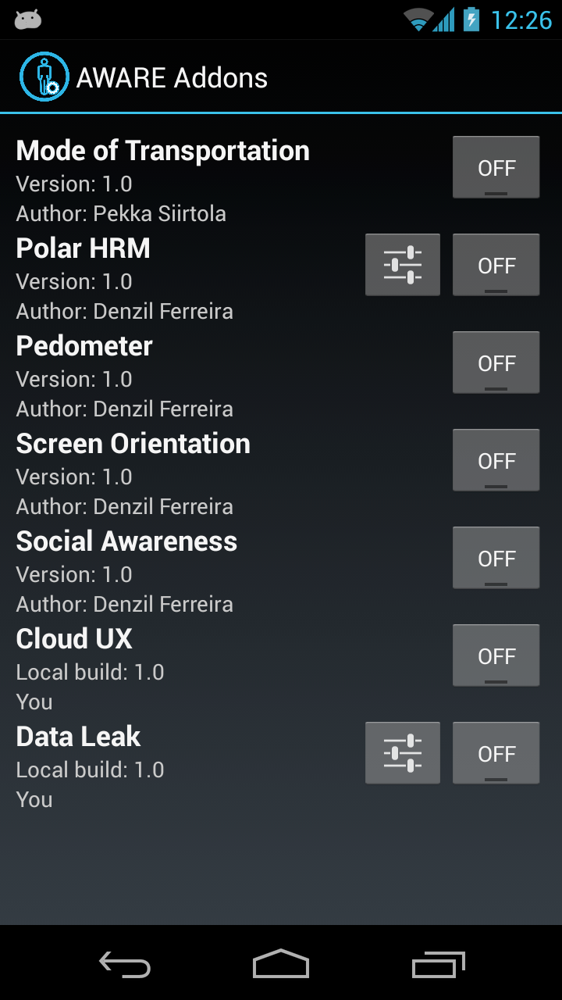 12:26
AWARE Addons
Mode of Transportation
OFF
Version: 1.0
Author: Pekka Siirtola
Polar HRM
OFF
Version: 1.0
Author: Denzil Ferreira
Pedometer
OFF
Version: 1.0
Author: Denzil Ferreira
Screen Orientation
OFF
Version: 1.0
Author: Denzil Ferreira
Social Awareness
OFF
Version: 1.0
Author: Denzil Ferreira
Cloud UX
OFF
Local build: 1.0
You
Data Leak
OFF
Local build: 1.0
You